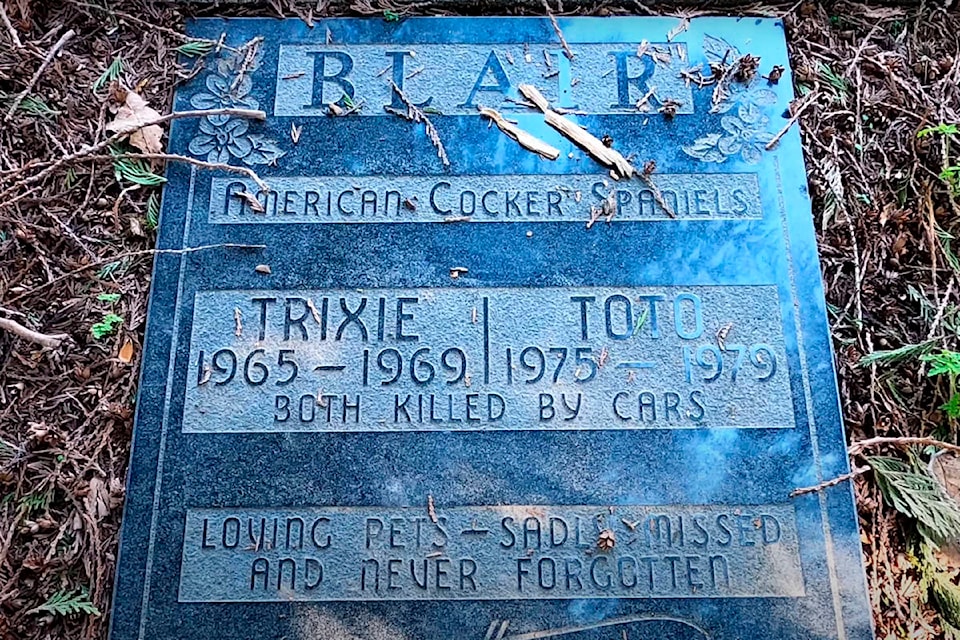 BLAIR
AMERICAN COCKER SPANIELS
TRIXIE | TOTO
1965 – 1969 | 1975 – 1979
BOTH KILLED BY CARS
LOVING PETS – SADLY MISSED
AND NEVER FORGOTTEN